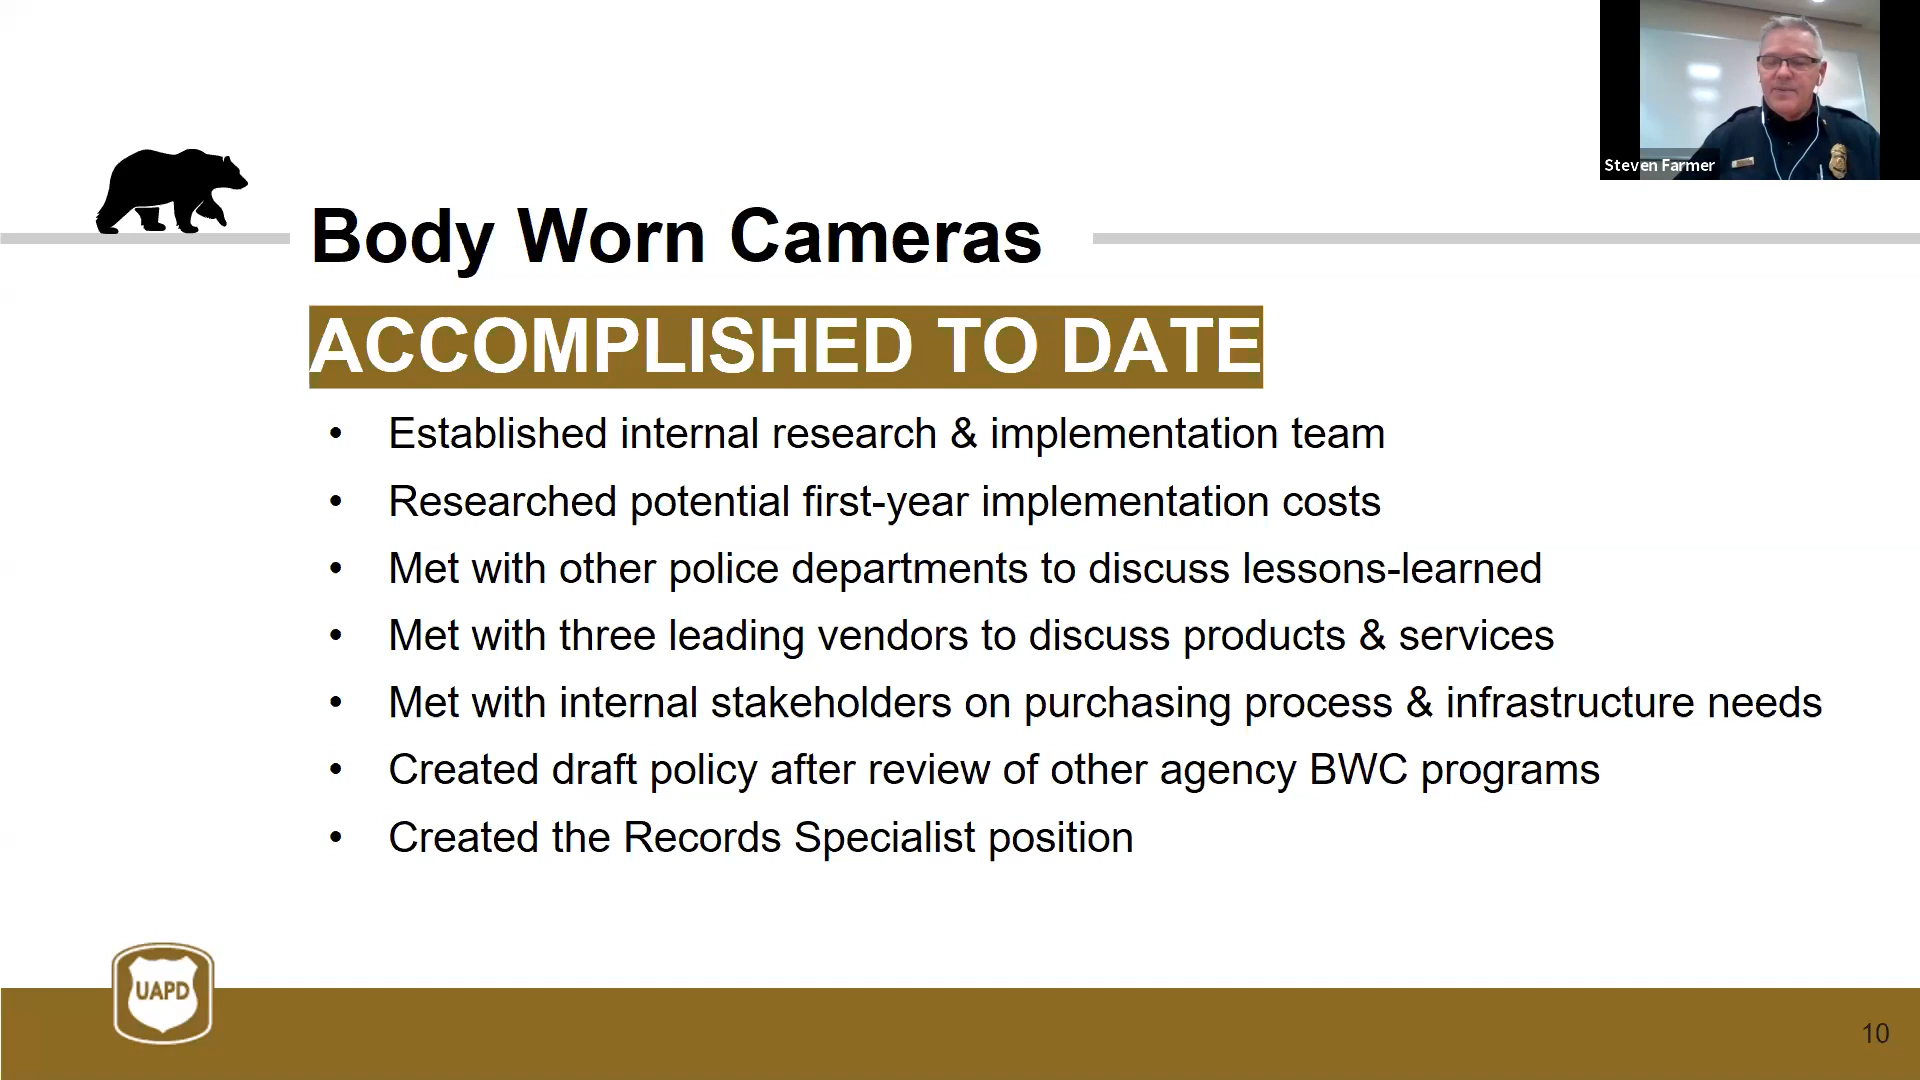 Steven Farmer
Body Worn Cameras
ACCOMPLISHED TO DATE
• Established internal research & implementation team
• Researched potential first-year implementation costs
• Met with other police departments to discuss lessons-learned
• Met with three leading vendors to discuss products & services
• Met with internal stakeholders on purchasing process & infrastructure needs
• Created draft policy after review of other agency BWC programs
• Created the Records Specialist position
UAPD
10